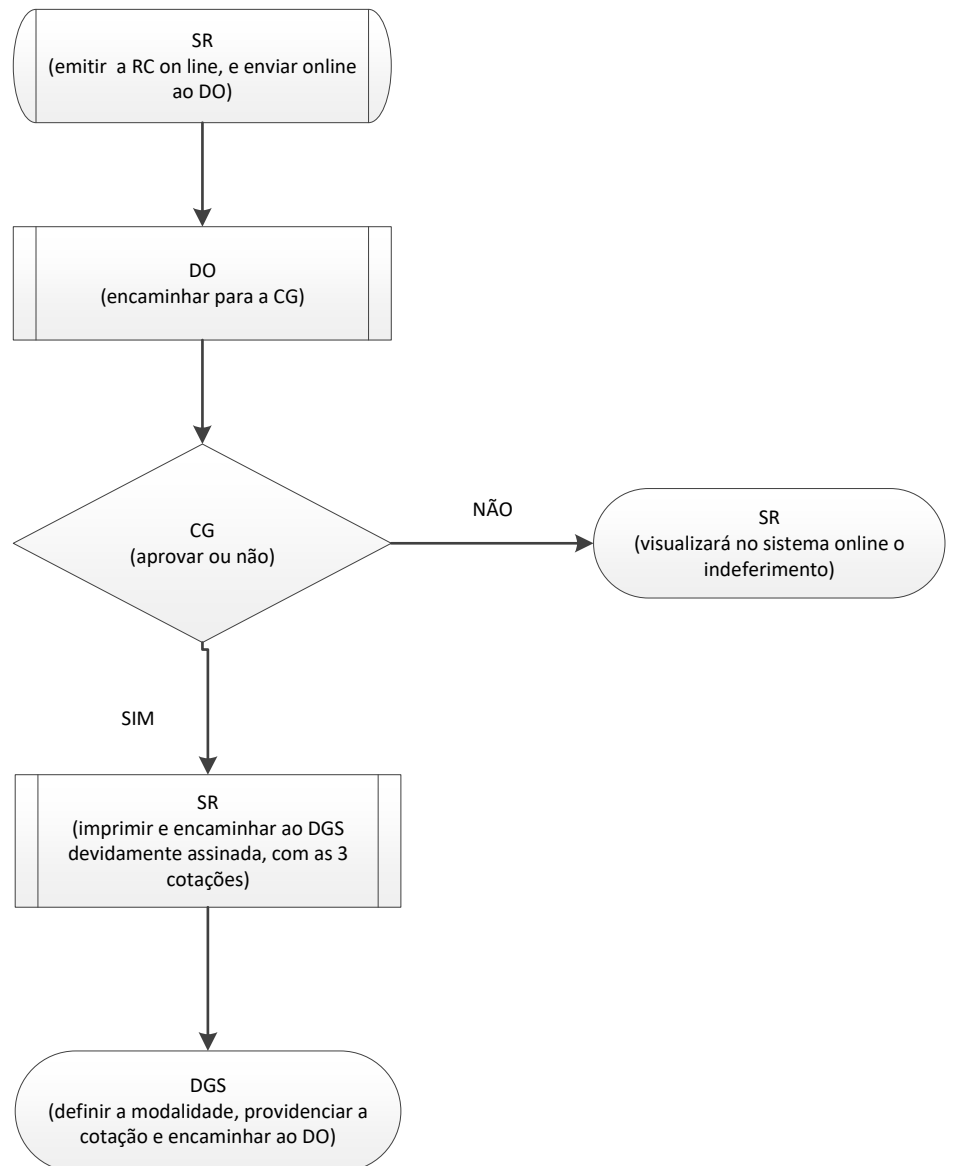 SR
(emitir  a RC on line, e enviar online
ao DO)
DO
(encaminhar para a CG)
CG
(aprovar ou não)
NÃO
SR
(visualizará no sistema online o
indeferimento)
SIM
SR
(imprimir e encaminhar ao DGS
devidamente assinada, com as 3
cotações)
DGS
(definir a modalidade, providenciar a
cotação e encaminhar ao DO)